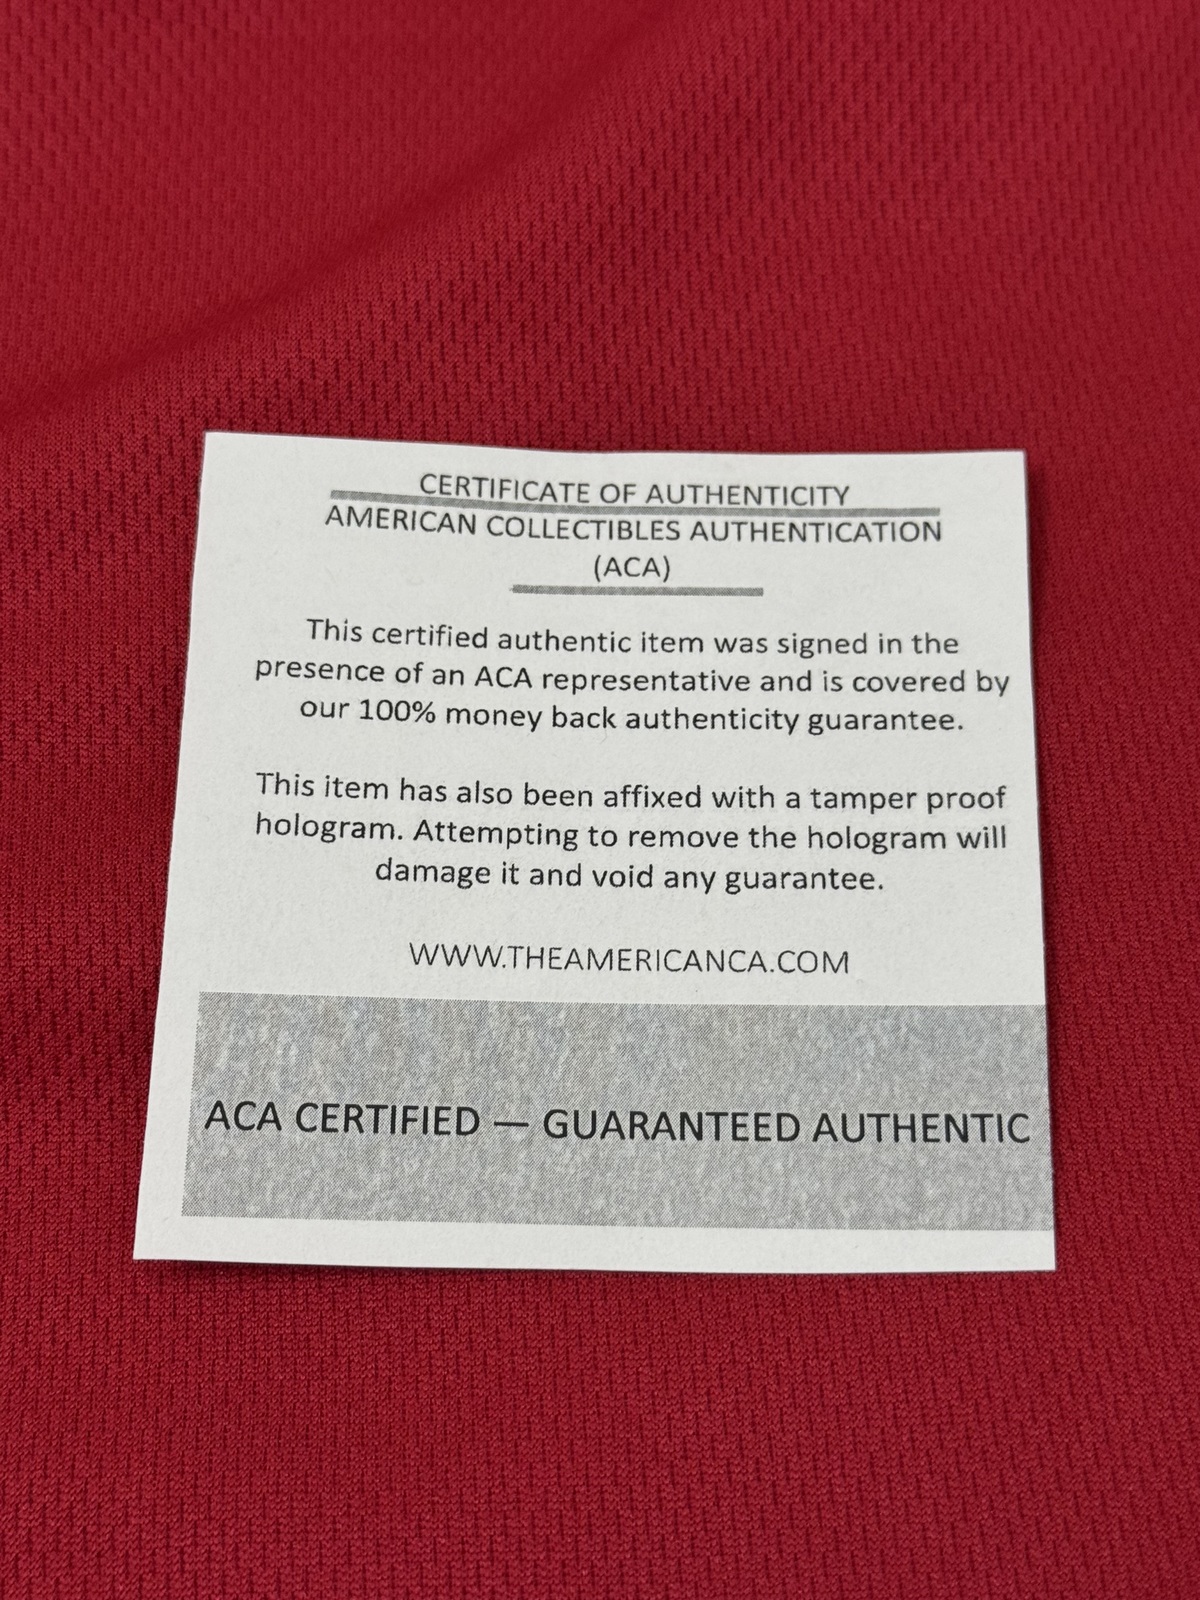 CERTIFICATE OF AUTHENTICITY
AMERICAN COLLECTIBLES AUTHENTICATION
(ACA)
This certified authentic item was signed in the
presence of an ACA representative and is covered by
our 100% money back authenticity guarantee.
This item has also been affixed with a tamper proof
hologram. Attempting to remove the hologram will
damage it and void any guarantee.
WWW.THEAMERICANCA.COM
ACA CERTIFIED — GUARANTEED AUTHENTIC